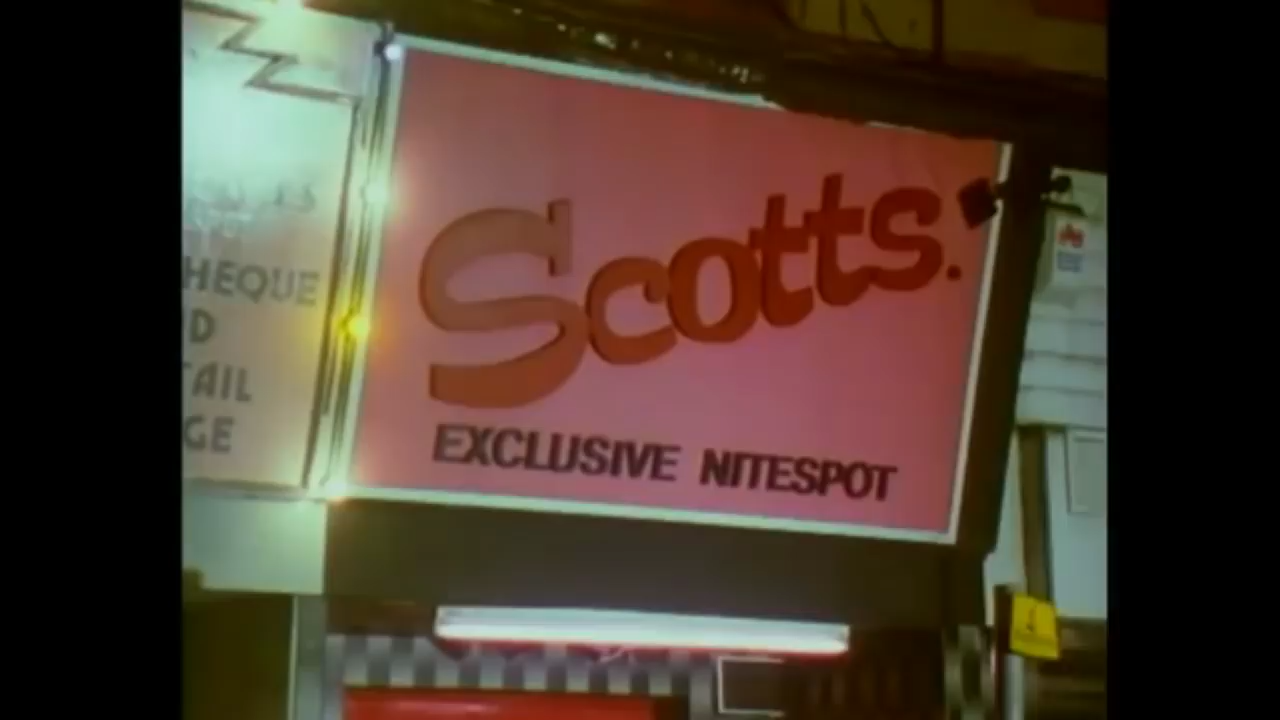 HEQUE
D
TAIL
GE
Scotts.
EXCLUSIVE NITESPOT